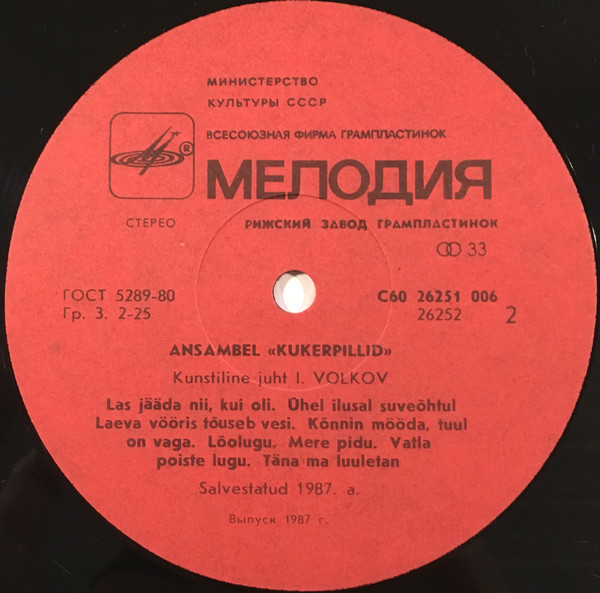 МИНИСТЕРСТВО
КУЛЬТУРЫ СССР
ВСЕСОЮЗНАЯ ФИРМА ГРАМПЛАСТИНОК
®
МЕЛОДИЯ
СТЕРЕО
РИЖСКИЙ ЗАВОД ГРАМПЛАСТИНОК
33
ГОСТ 5289-80
Гр. 3. 2-25
С60 26251 006
26252
2
ANSAMBEL «KUKERPILLID»
Kunstiline juht I. VOLKOV
Las jääda nii, kui oli. Ühel ilusal suveõhtul
Laeva vööris tõuseb vesi. Kõnnin mööda, tuul
on vaga. Lõolugu. Mere pidu. Vatla
poiste lugu. Täna ma luuletan
Salvestatud 1987. a.
Выпуск 1987 г.